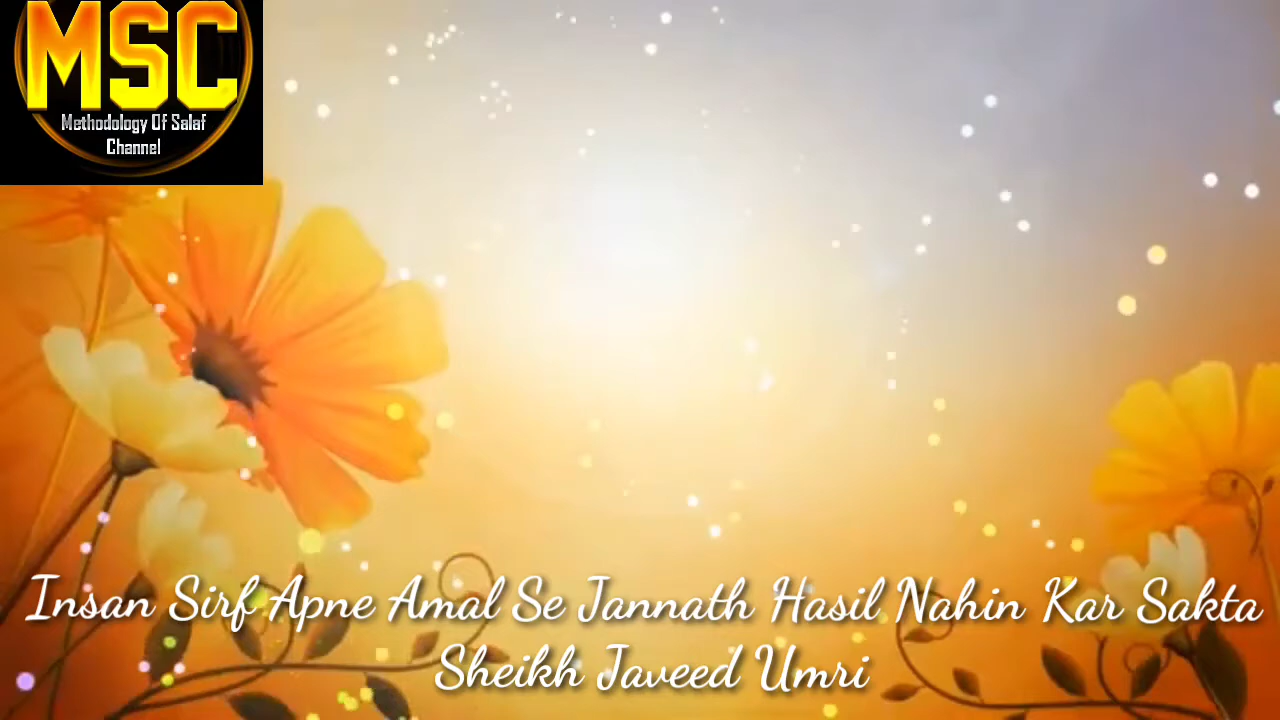 MSC
Methodology Of Salaf
Channel
Insan Sirf Apne Amal Se Jannath Hasil Nahin Kar Sakta
Sheikh Javeed Umri